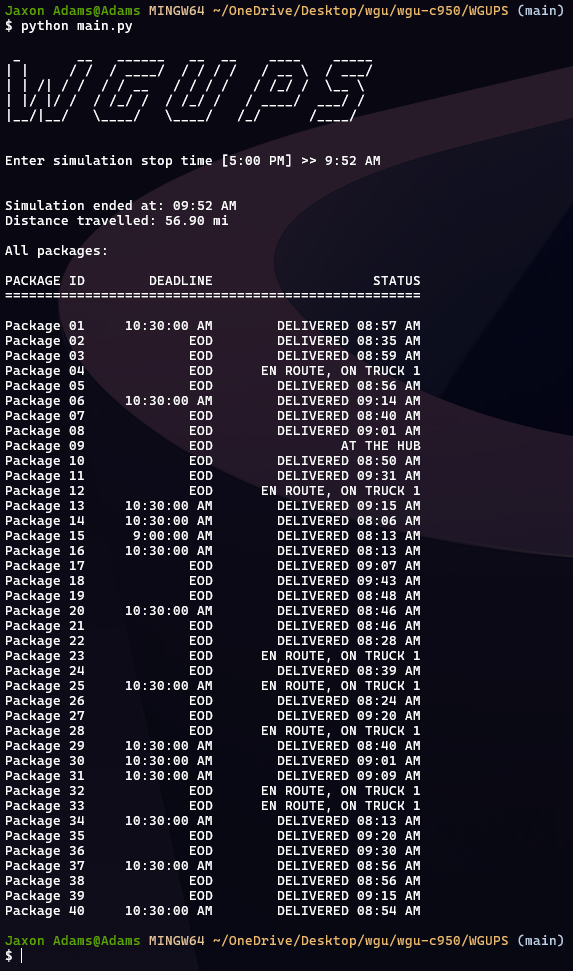 Jaxon Adams@Adams MINGW64 ~/OneDrive/Desktop/wgu/wgu-c950/WGUPS (main)
$ python main.py
WGUPS
Enter simulation stop time [5:00 PM] >> 9:52 AM
Simulation ended at: 09:52 AM
Distance travelled: 56.90 mi
All packages:
PACKAGE ID        DEADLINE                    STATUS
====================================================
Package 01     10:30:00 AM        DELIVERED 08:57 AM
Package 02             EOD        DELIVERED 08:35 AM
Package 03             EOD        DELIVERED 08:59 AM
Package 04             EOD      EN ROUTE, ON TRUCK 1
Package 05             EOD        DELIVERED 08:56 AM
Package 06     10:30:00 AM        DELIVERED 09:14 AM
Package 07             EOD        DELIVERED 08:40 AM
Package 08             EOD        DELIVERED 09:01 AM
Package 09             EOD                AT THE HUB
Package 10             EOD        DELIVERED 08:50 AM
Package 11             EOD        DELIVERED 09:31 AM
Package 12             EOD      EN ROUTE, ON TRUCK 1
Package 13     10:30:00 AM        DELIVERED 09:15 AM
Package 14     10:30:00 AM        DELIVERED 08:06 AM
Package 15      9:00:00 AM        DELIVERED 08:13 AM
Package 16     10:30:00 AM        DELIVERED 08:13 AM
Package 17             EOD        DELIVERED 09:07 AM
Package 18             EOD        DELIVERED 09:43 AM
Package 19             EOD        DELIVERED 08:48 AM
Package 20     10:30:00 AM        DELIVERED 08:46 AM
Package 21             EOD        DELIVERED 08:46 AM
Package 22             EOD        DELIVERED 08:28 AM
Package 23             EOD      EN ROUTE, ON TRUCK 1
Package 24             EOD        DELIVERED 08:39 AM
Package 25     10:30:00 AM      EN ROUTE, ON TRUCK 1
Package 26             EOD        DELIVERED 08:24 AM
Package 27             EOD        DELIVERED 09:20 AM
Package 28             EOD      EN ROUTE, ON TRUCK 1
Package 29     10:30:00 AM        DELIVERED 08:40 AM
Package 30     10:30:00 AM        DELIVERED 09:01 AM
Package 31     10:30:00 AM        DELIVERED 09:09 AM
Package 32             EOD      EN ROUTE, ON TRUCK 1
Package 33             EOD      EN ROUTE, ON TRUCK 1
Package 34     10:30:00 AM        DELIVERED 08:13 AM
Package 35             EOD        DELIVERED 09:20 AM
Package 36             EOD        DELIVERED 09:30 AM
Package 37     10:30:00 AM        DELIVERED 08:56 AM
Package 38             EOD        DELIVERED 08:56 AM
Package 39             EOD        DELIVERED 09:15 AM
Package 40     10:30:00 AM        DELIVERED 08:54 AM
Jaxon Adams@Adams MINGW64 ~/OneDrive/Desktop/wgu/wgu-c950/WGUPS (main)
$